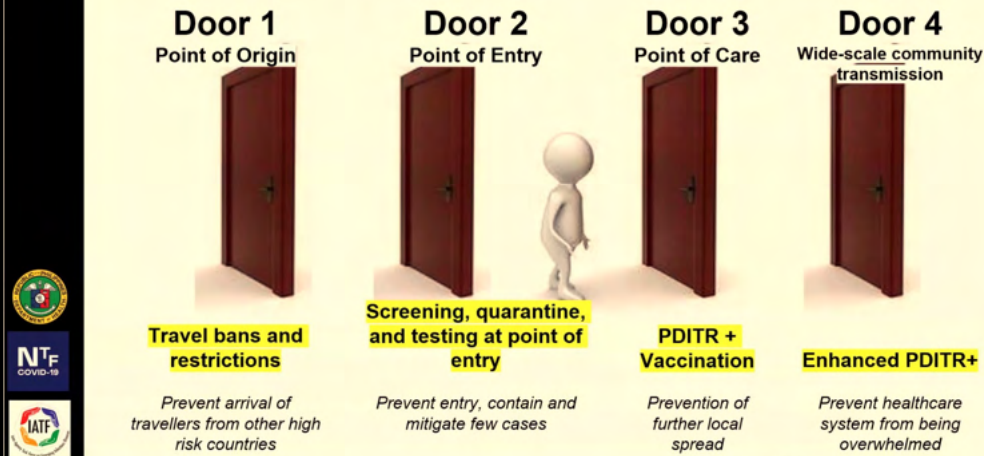 Door 1
Point of Origin
Travel bans and
restrictions
Prevent arrival of
travellers from other high
risk countries
Door 2
Point of Entry
Screening, quarantine,
and testing at point of
entry
Prevent entry, contain and
mitigate few cases
Door 3
Point of Care
PDITR +
Vaccination
Prevention of
further local
spread
Door 4
Wide-scale community
transmission
Enhanced PDITR+
Prevent healthcare
system from being
overwhelmed
NTF
COVID-19
IATF